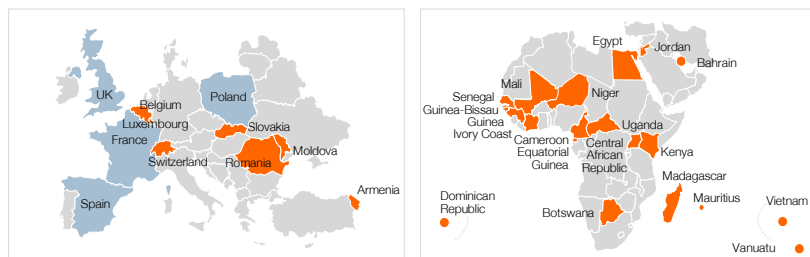 UK
Belgium
Poland
Luxembourg
Slovakia
France
Switzerland
Romania
Moldova
Armenia
Spain
Egypt
Jordan
Bahrain
Mali
Niger
Senegal
Guinea-Bissau
Guinea
Ivory Coast
Uganda
Cameroon
Equatorial
Guinea
Central
African
Republic
Kenya
Madagascar
Mauritius
Dominican
Republic
Botswana
Vietnam
Vanuatu